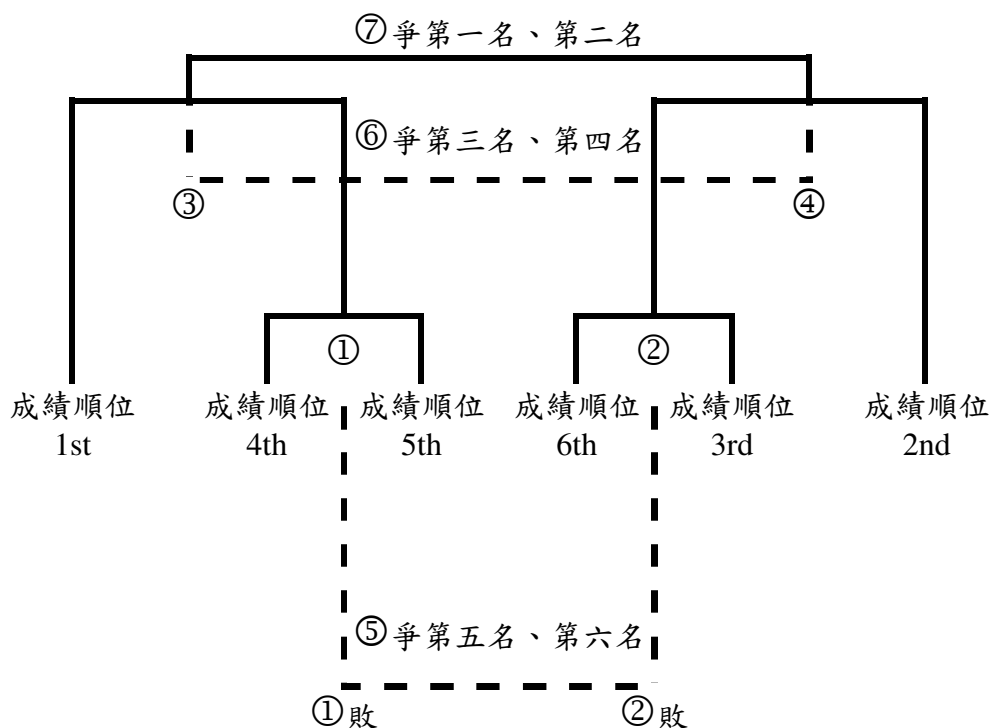 ⑦爭第一名、第二名
⑥爭第三名、第四名
③
④
①
②
成績順位 1st
成績順位 4th
成績順位 5th
成績順位 6th
成績順位 3rd
成績順位 2nd
⑤爭第五名、第六名
①敗
②敗